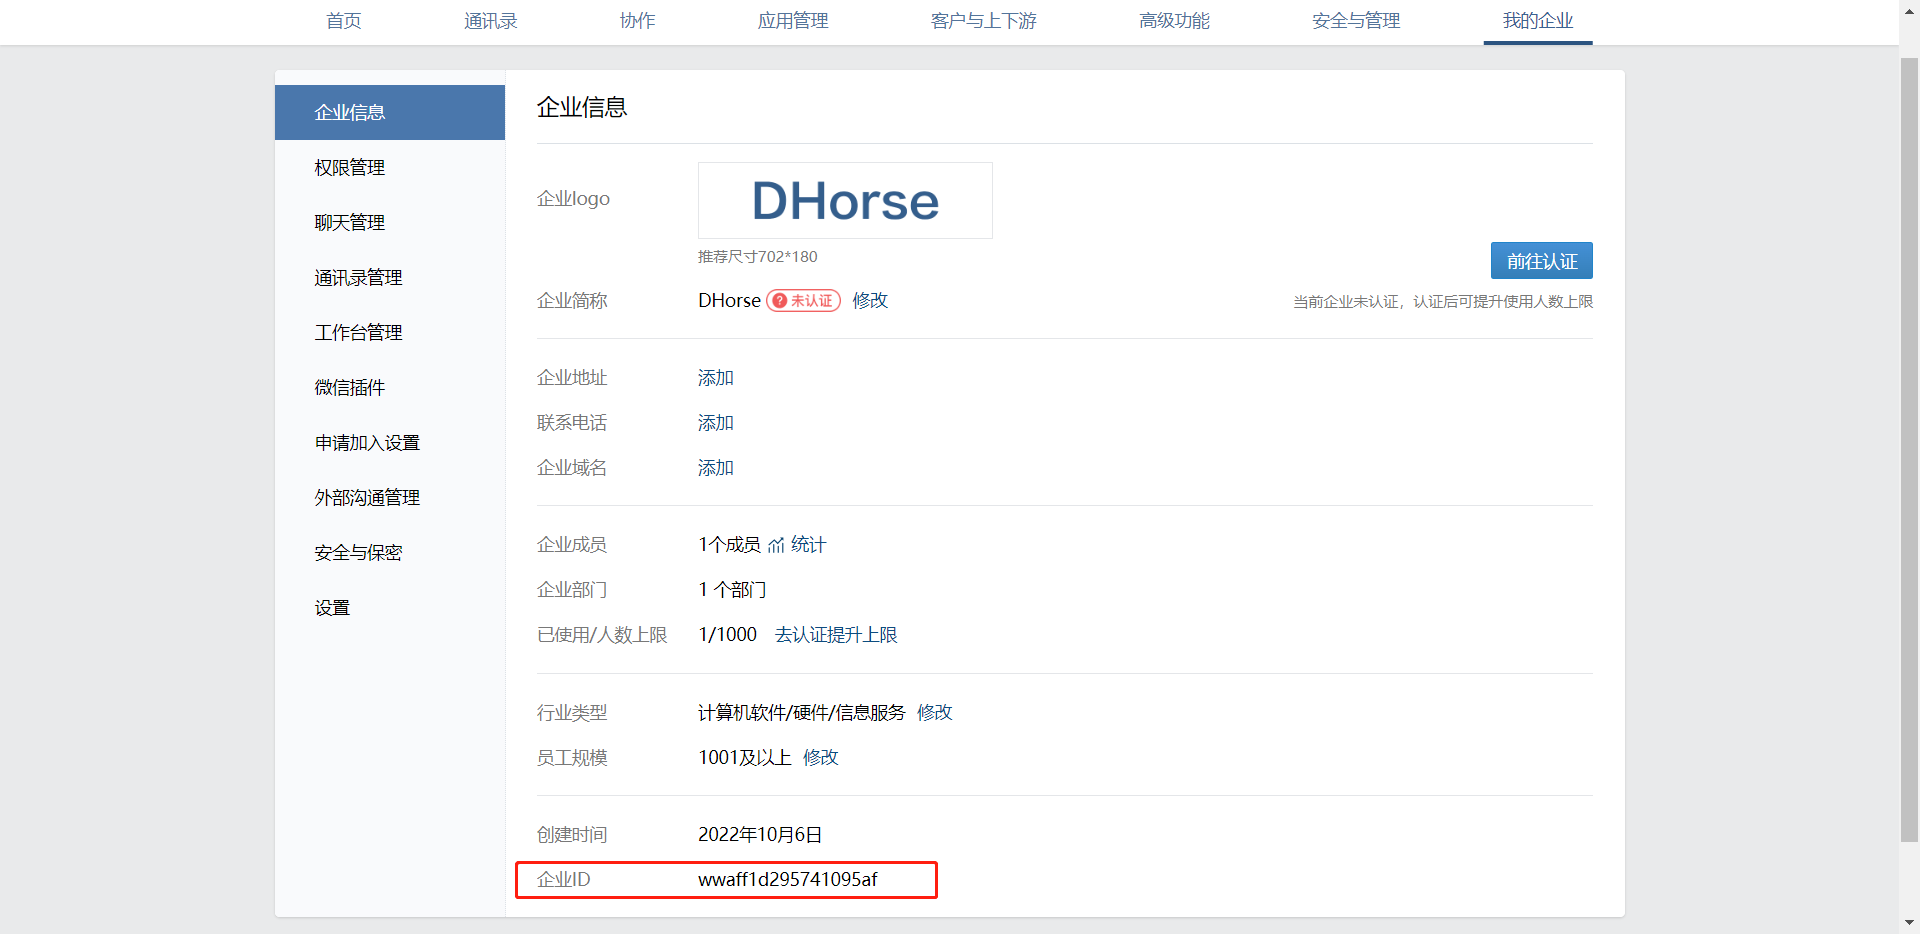 首页 通讯录 协作 应用管理 客户与上下游 高级功能 安全与管理 我的企业
企业信息
权限管理
聊天管理
通讯录管理
工作台管理
微信插件
申请加入设置
外部沟通管理
安全与保密
设置
企业信息
企业logo DHorse
推荐尺寸702*180
前往认证
企业简称 DHorse 未认证 修改
当前企业未认证，认证后可提升使用人数上限
企业地址 添加
联系电话 添加
企业域名 添加
企业成员 1个成员 统计
企业部门 1 个部门
已使用/人数上限 1/1000 去认证提升上限
行业类型 计算机软件/硬件/信息服务 修改
员工规模 1001及以上 修改
创建时间 2022年10月6日
企业ID wwaff1d295741095af